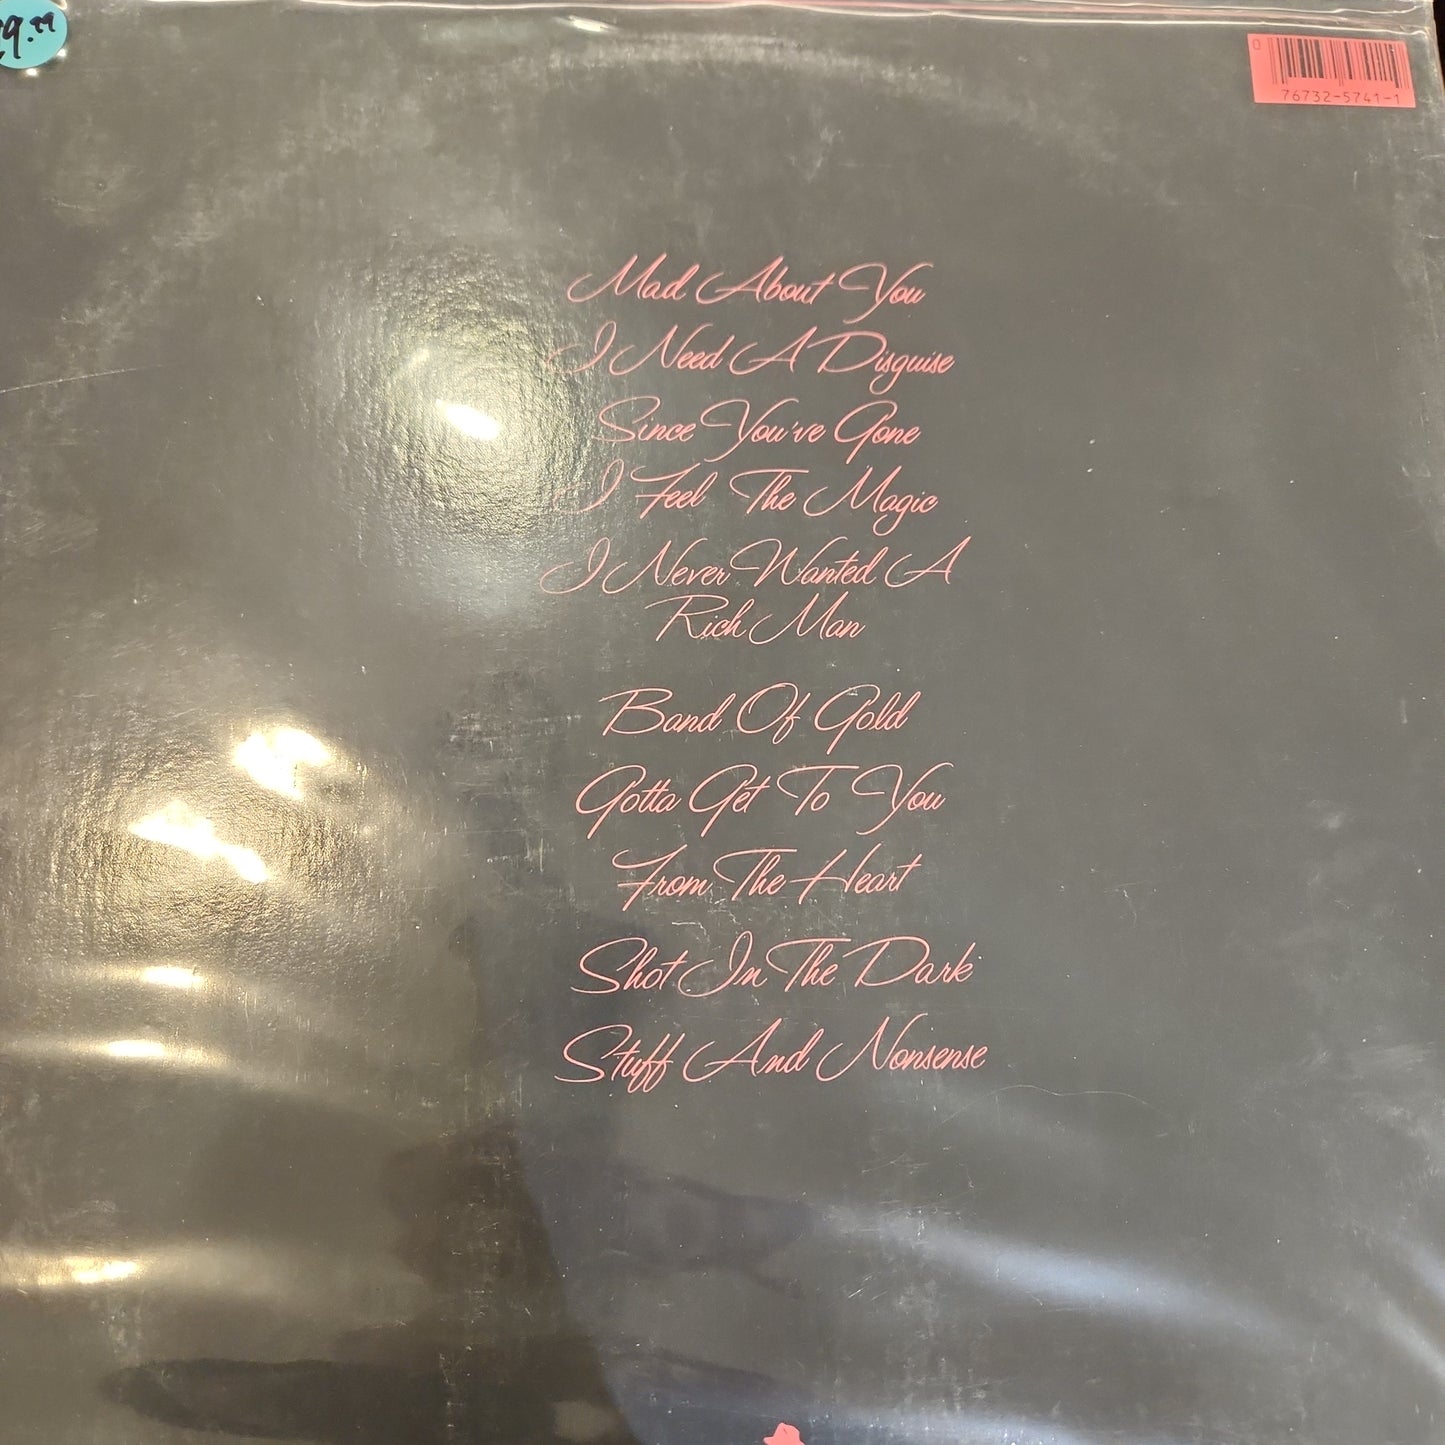 9.99
0
76732-5741-1
Mad About You
I Need A Disguise
Since You've Gone
I Feel The Magic
I Never Wanted A
Rich Man
Band Of Gold
Gotta Get To You
From The Heart
Shot In The Dark
Stuff And Nonsense